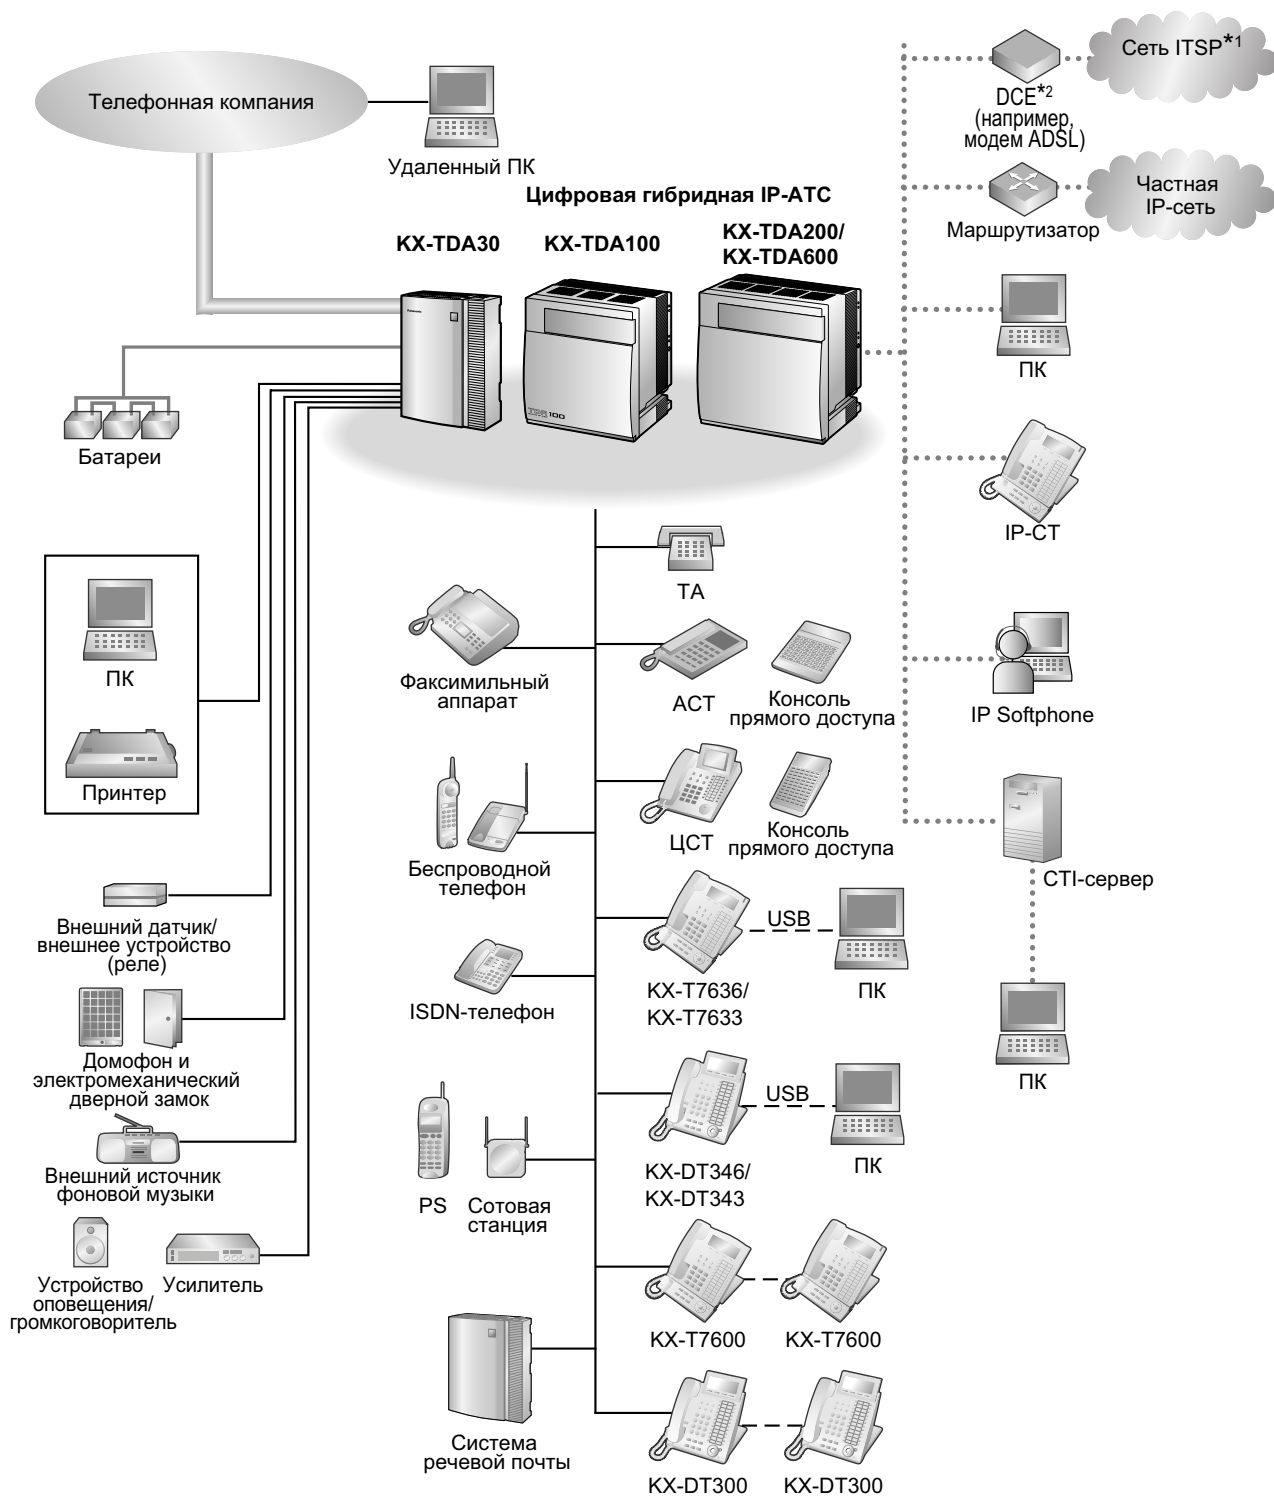 Телефонная компания
Удаленный ПК
Сеть ITSP*1
DCE*2
(например,
модем ADSL)
Частная
IP-сеть
Маршрутизатор
Цифровая гибридная IP-АТС
KX-TDA30
KX-TDA100
KX-TDA200/
KX-TDA600
Panasonic
100
ПК
Батареи
IP-СТ
ТА
ПК
Принтер
Факсимильный
аппарат
АСТ
Консоль
прямого доступа
IP Softphone
Беспроводной
телефон
ЦСТ
Консоль
прямого доступа
CTI-сервер
Внешний датчик/
внешнее устройство
(реле)
USB
KX-T7636/
KX-T7633
ПК
ISDN-телефон
ПК
Домофон и
электромеханический
дверной замок
USB
KX-DT346/
KX-DT343
ПК
Внешний источник
фоновой музыки
PS
Сотовая
станция
Устройство
оповещения/
громкоговоритель
Усилитель
KX-T7600
KX-T7600
Система
речевой почты
KX-DT300
KX-DT300